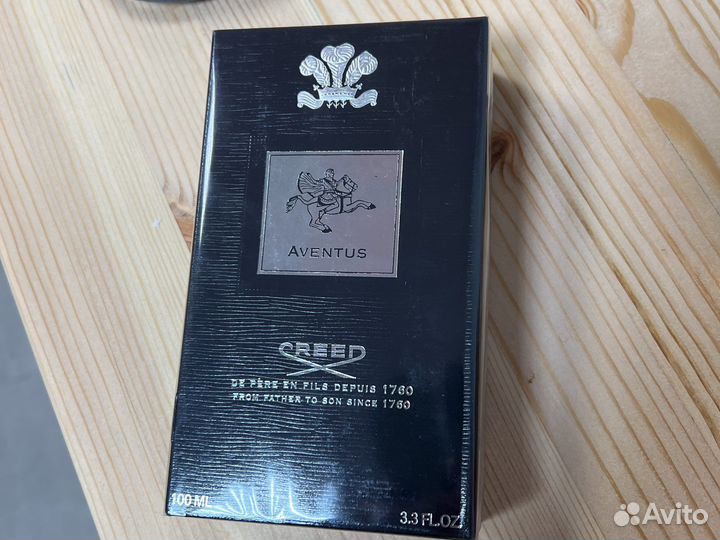 AVENTUS
CREED
DE PÈRE EN FILS DEPUIS 1760
FROM FATHER TO SON SINCE 1760
100 ML
3.3 FL.OZ
Avito